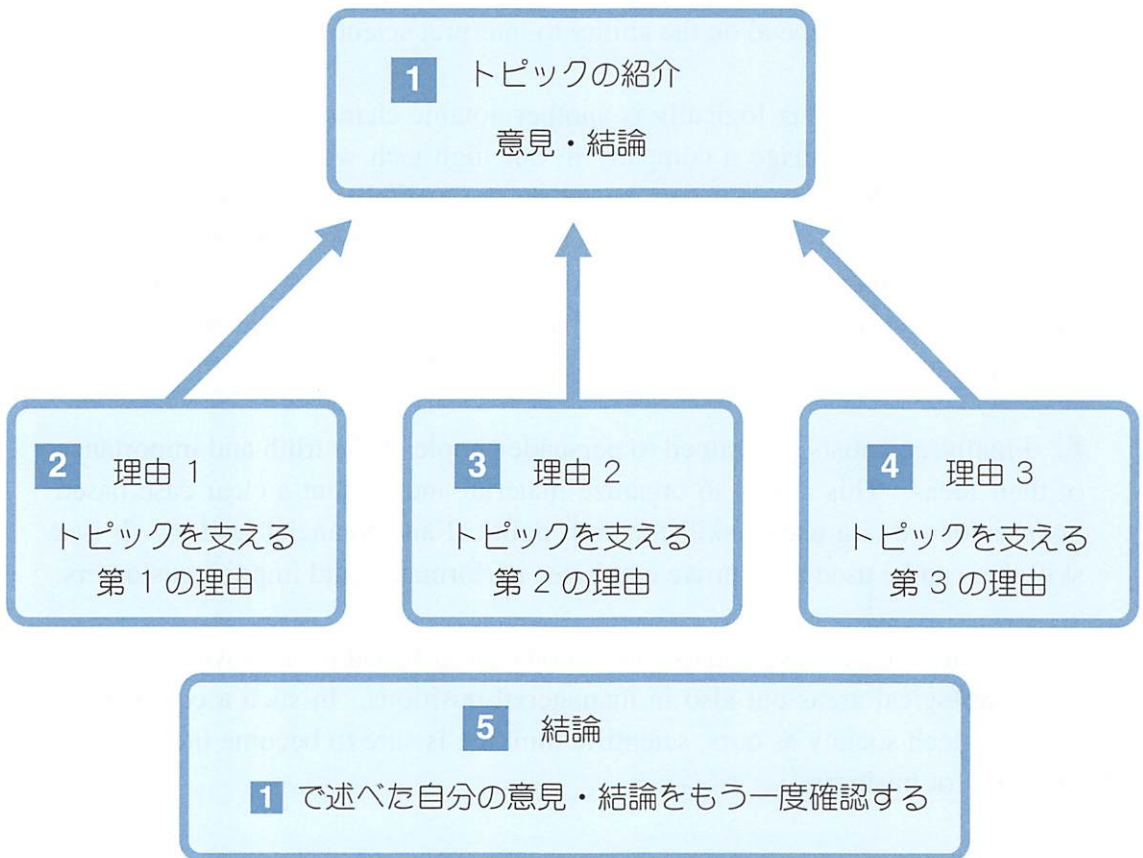 1 トピックの紹介
意見・結論
2 理由 1
トピックを支える
第 1 の理由
3 理由 2
トピックを支える
第 2 の理由
4 理由 3
トピックを支える
第 3 の理由
5 結論
1 で述べた自分の意見・結論をもう一度確認する